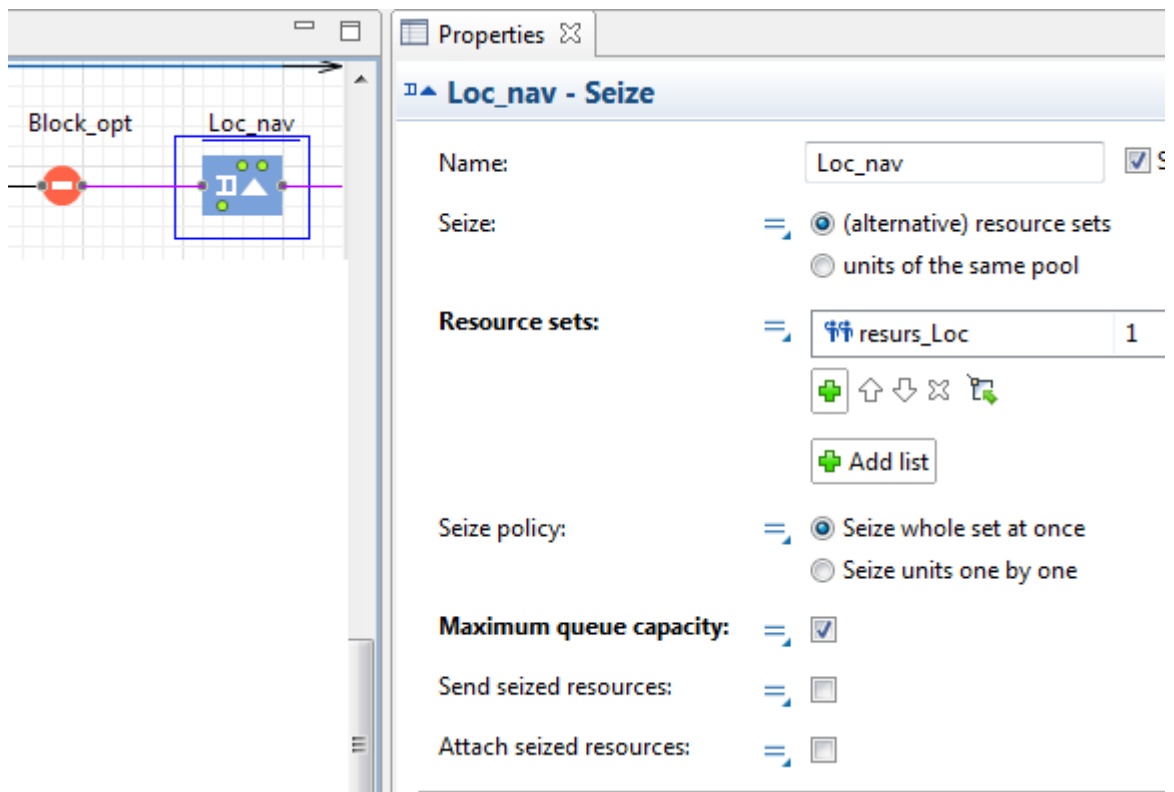 Properties
Loc_nav - Seize
Block_opt
Loc_nav
Name:
Loc_nav
S
Seize:
(alternative) resource sets
units of the same pool
Resource sets:
resurs_Loc 1
Add list
Seize policy:
Seize whole set at once
Seize units one by one
Maximum queue capacity:
Send seized resources:
Attach seized resources: